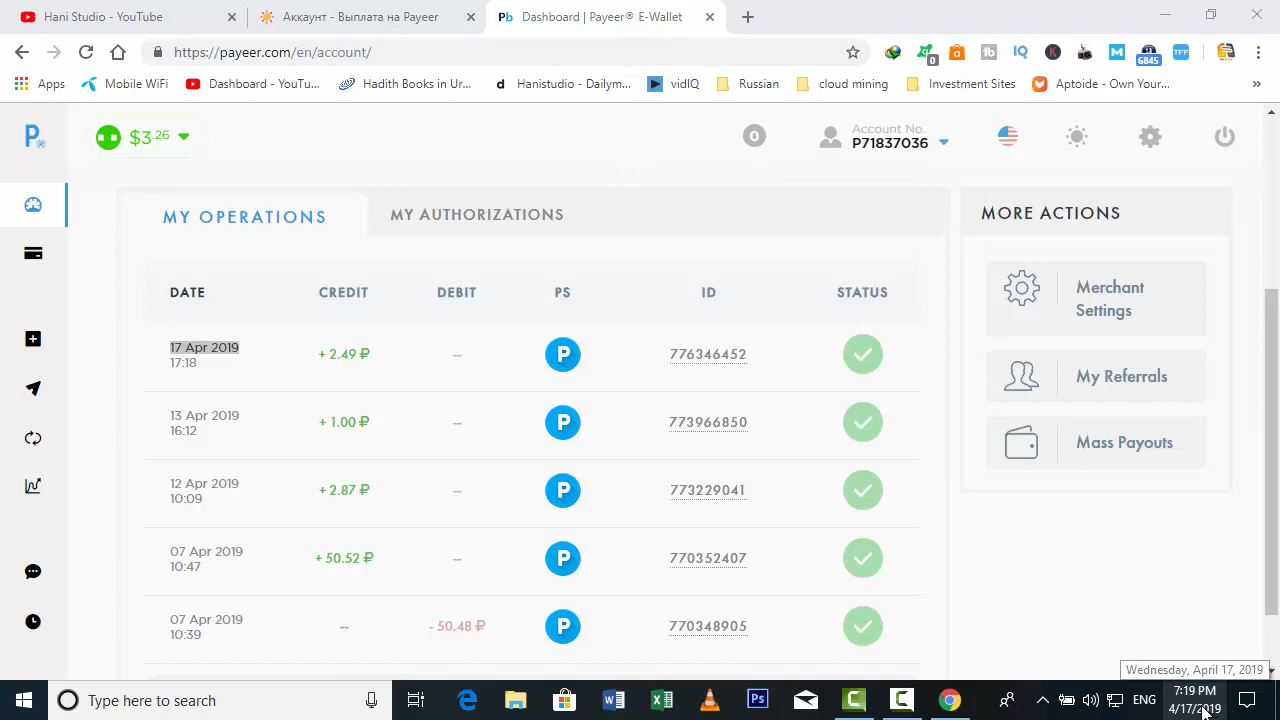 Hani Studio - YouTube
Аккаунт - Выплата на Payeer
Pb Dashboard | Payeer® E-Wallet
https://payeer.com/en/account/
0
IQ
K
M
6845
TFF
Apps
Mobile WiFi
Dashboard - YouTu...
Hadith Books in Ur...
d Hanistudio - Dailym...
vidIQ
Russian
cloud mining
Investment Sites
Aptoide - Own Your...
»
P®
$3.26
0
Account No.
P71837036
MY OPERATIONS
MY AUTHORIZATIONS
MORE ACTIONS
DATE CREDIT DEBIT PS ID STATUS
17 Apr 2019
17:18
+ 2.49 ₽ -- P 776346452
13 Apr 2019
16:12
+ 1.00 ₽ -- P 773966850
12 Apr 2019
10:09
+ 2.87 ₽ -- P 773229041
07 Apr 2019
10:47
+ 50.52 ₽ -- P 770352407
07 Apr 2019
10:39
-- - 50.48 ₽ P 770348905
Merchant
Settings
My Referrals
Mass Payouts
Wednesday, April 17, 2019
Type here to search
Ps
ENG
7:19 PM
4/17/2019